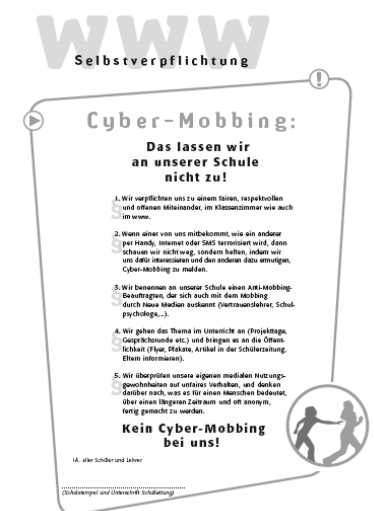 WWW
Selbstverpflichtung
Cyber-Mobbing:
Das lassen wir
an unserer Schule
nicht zu!
1. Wir verpflichten uns zu einem fairen, respektvollen
und offenen Miteinander, im Klassenzimmer wie auch
im www.
2. Wenn einer von uns mitbekommt, wie ein anderer
per Handy, Internet oder SMS terrorisiert wird, dann
schauen wir nicht weg, sondern helfen, indem wir
uns dafür interessieren und den anderen dazu ermutigen,
Cyber-Mobbing zu melden.
3. Wir benennen an unserer Schule einen Anti-Mobbing-
Beauftragten, der sich auch mit dem Mobbing
durch Neue Medien auskennt (Vertrauenslehrer, Schul-
psychologe,...).
4. Wir gehen das Thema im Unterricht an (Projekttage,
Gesprächsrunde etc.) und bringen es an die Öffent-
lichkeit (Flyer, Plakate, Artikel in der Schülerzeitung,
Eltern informieren).
5. Wir überprüfen unsere eigenen medialen Nutzungs-
gewohnheiten auf unfaires Verhalten, und denken
darüber nach, was es für einen Menschen bedeutet,
über einen längeren Zeitraum und oft anonym,
fertig gemacht zu werden.
Kein Cyber-Mobbing
bei uns!
iA. aller Schüler und Lehrer
(Schulstempel und Unterschrift Schulleitung)